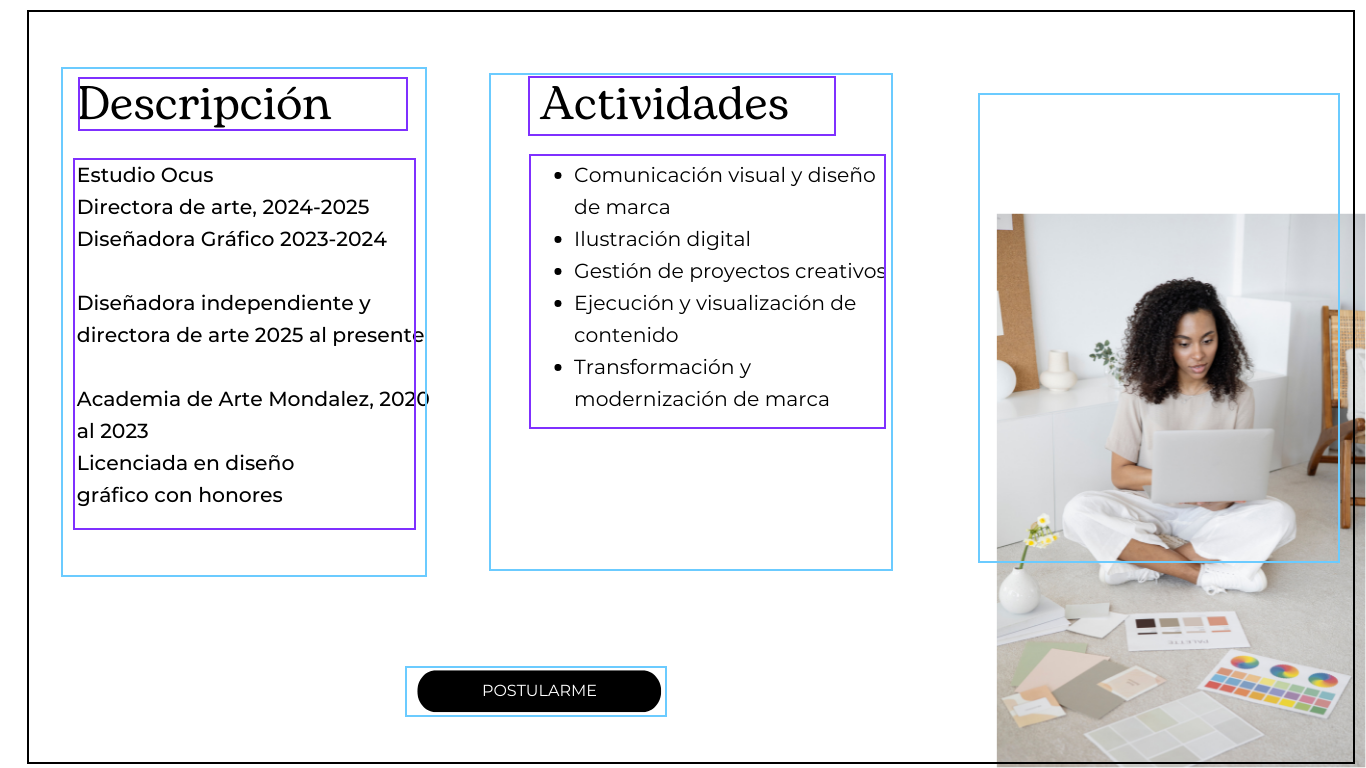 Descripción
Estudio Ocus
Directora de arte, 2024-2025
Diseñadora Gráfico 2023-2024
Diseñadora independiente y
directora de arte 2025 al presente
Academia de Arte Mondalez, 2020
al 2023
Licenciada en diseño
gráfico con honores
Actividades
• Comunicación visual y diseño
de marca
• Ilustración digital
• Gestión de proyectos creativos
• Ejecución y visualización de
contenido
• Transformación y
modernización de marca
PALETTE
POSTULARME